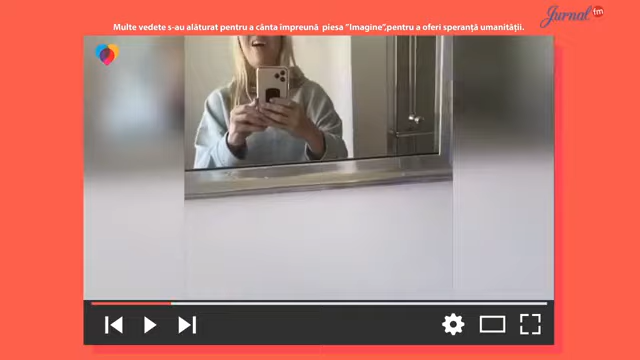 Jurnal fm
Multe vedete s-au alăturat pentru a cânta împreună piesa "Imagine",pentru a oferi speranță umanității.